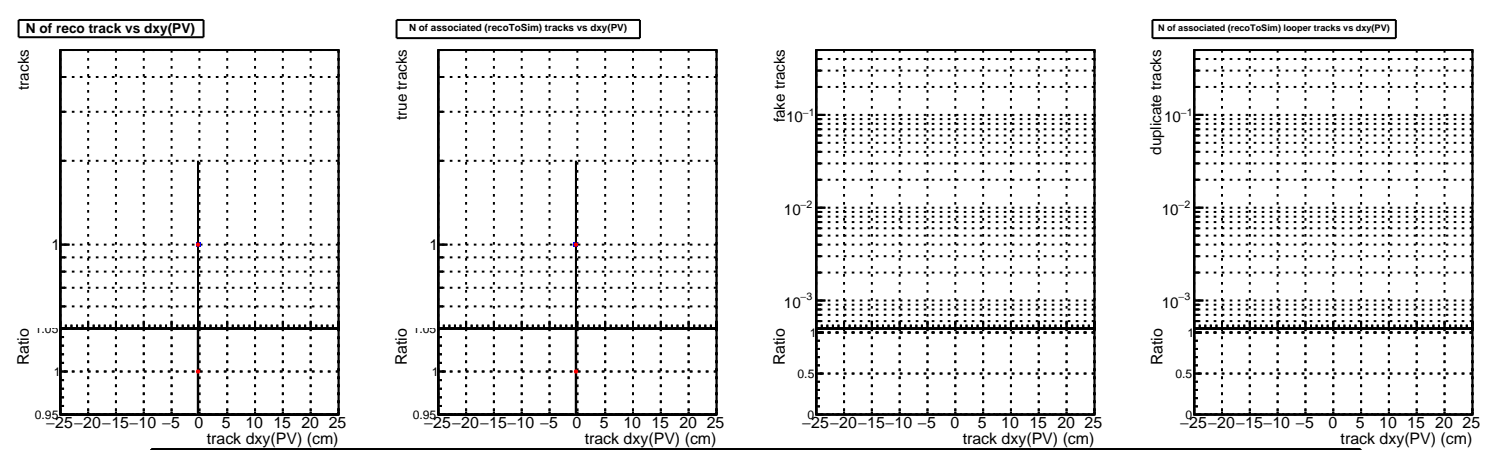 N of reco track vs dxy(PV)
tracks
1
Ratio
1.05
1
0.95
−25 −20 −15 −10 −5 0 5 10 15 20 25
track dxy(PV) (cm)
N of associated (recoToSim) tracks vs dxy(PV)
true tracks
1
Ratio
1.05
1
0.95
−25 −20 −15 −10 −5 0 5 10 15 20 25
track dxy(PV) (cm)
fake tracks
10−1
10−2
10−3
Ratio
1
0.5
0
−25 −20 −15 −10 −5 0 5 10 15 20 25
track dxy(PV) (cm)
N of associated (recoToSim) looper tracks vs dxy(PV)
duplicate tracks
10−1
10−2
10−3
Ratio
1
0.5
0
−25 −20 −15 −10 −5 0 5 10 15 20 25
track dxy(PV) (cm)